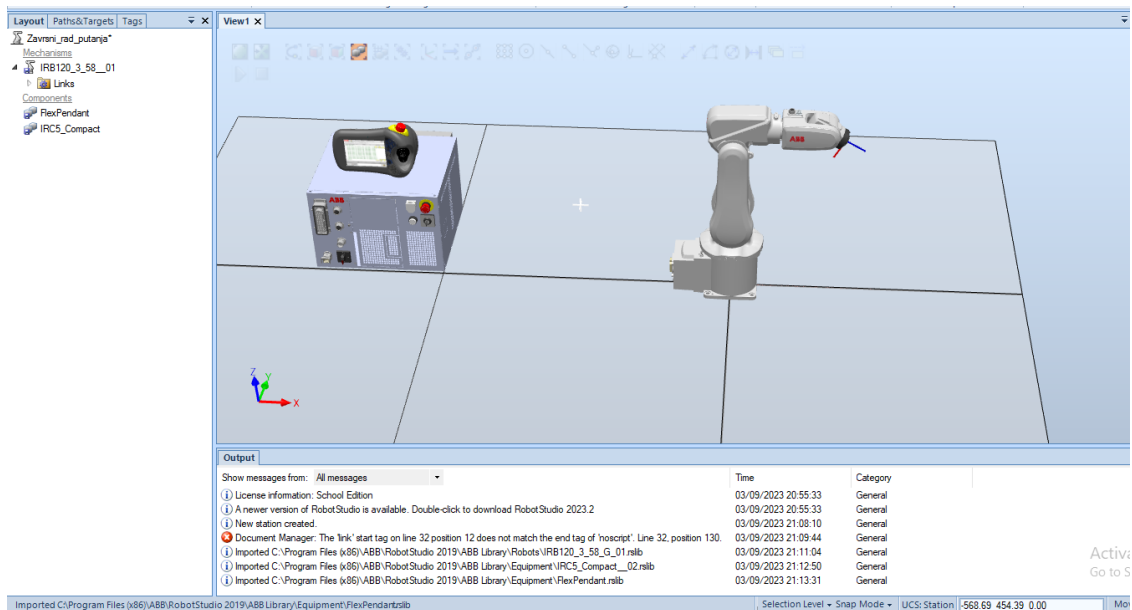 Layout Paths&Targets Tags
View1
Zavrsni_rad_putanja*
Mechanisms
IRB120_3_58__01
Links
Components
FlexPendant
IRC5_Compact
ABB
ABB
Z
Y
X
Output
Show messages from: All messages
Time
Category
License information: School Edition 03/09/2023 20:55:33 General
A newer version of RobotStudio is available. Double-click to download RobotStudio 2023.2 03/09/2023 20:55:33 General
New station created. 03/09/2023 21:08:10 General
Document Manager: The 'link' start tag on line 32 position 12 does not match the end tag of 'noscript'. Line 32, position 130. 03/09/2023 21:09:44 General
Imported C:\Program Files (x86)\ABB\RobotStudio 2019\ABB Library\Robots\IRB120_3_58_G_01.rslib 03/09/2023 21:11:04 General
Imported C:\Program Files (x86)\ABB\RobotStudio 2019\ABB Library\Equipment\IRC5_Compact__02.rslib 03/09/2023 21:12:50 General
Imported C:\Program Files (x86)\ABB\RobotStudio 2019\ABB Library\Equipment\FlexPendant.rslib 03/09/2023 21:13:31 General
Activa
Go to S
Imported C:\Program Files (x86)\ABB\RobotStudio 2019\ABB Library\Equipment\FlexPendant.rslib
Selection Level Snap Mode UCS: Station -568.69 454.39 0.00 Mov